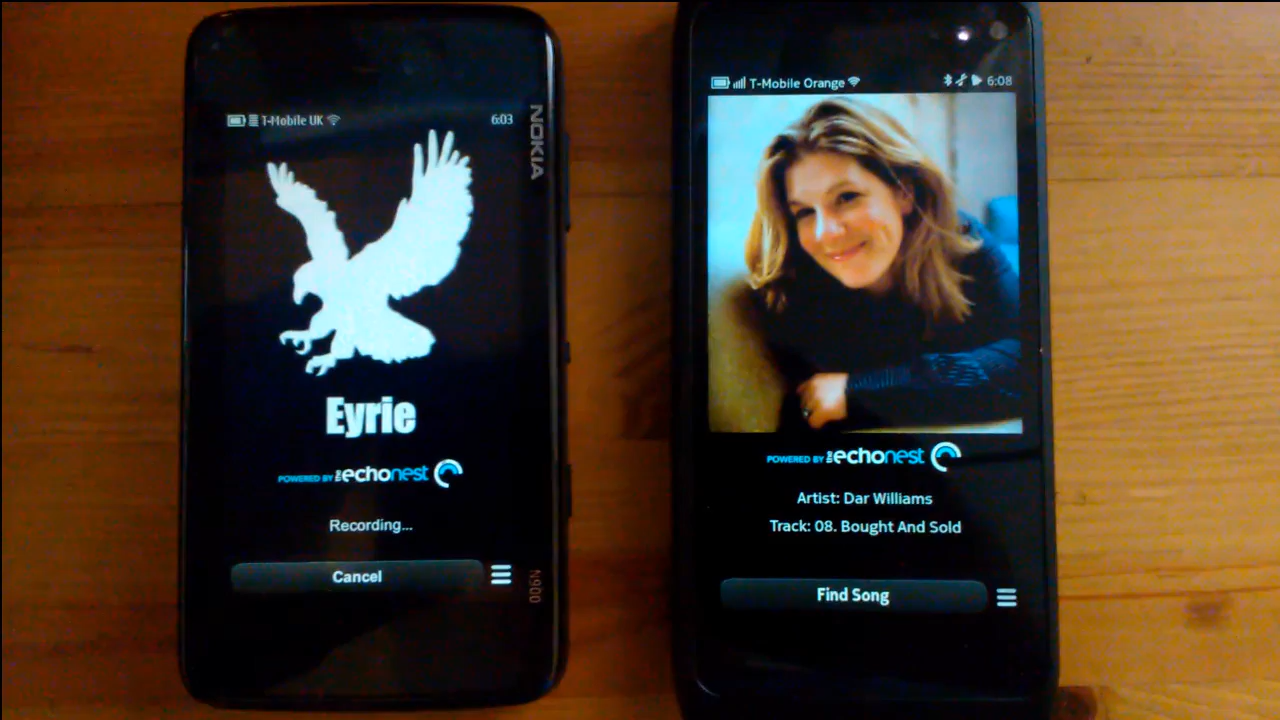 T-Mobile UK 6:03
NOKIA
Eyrie
POWERED BY the echonest
Recording...
Cancel
N900
T-Mobile Orange 6:08
POWERED BY the echonest
Artist: Dar Williams
Track: 08. Bought And Sold
Find Song